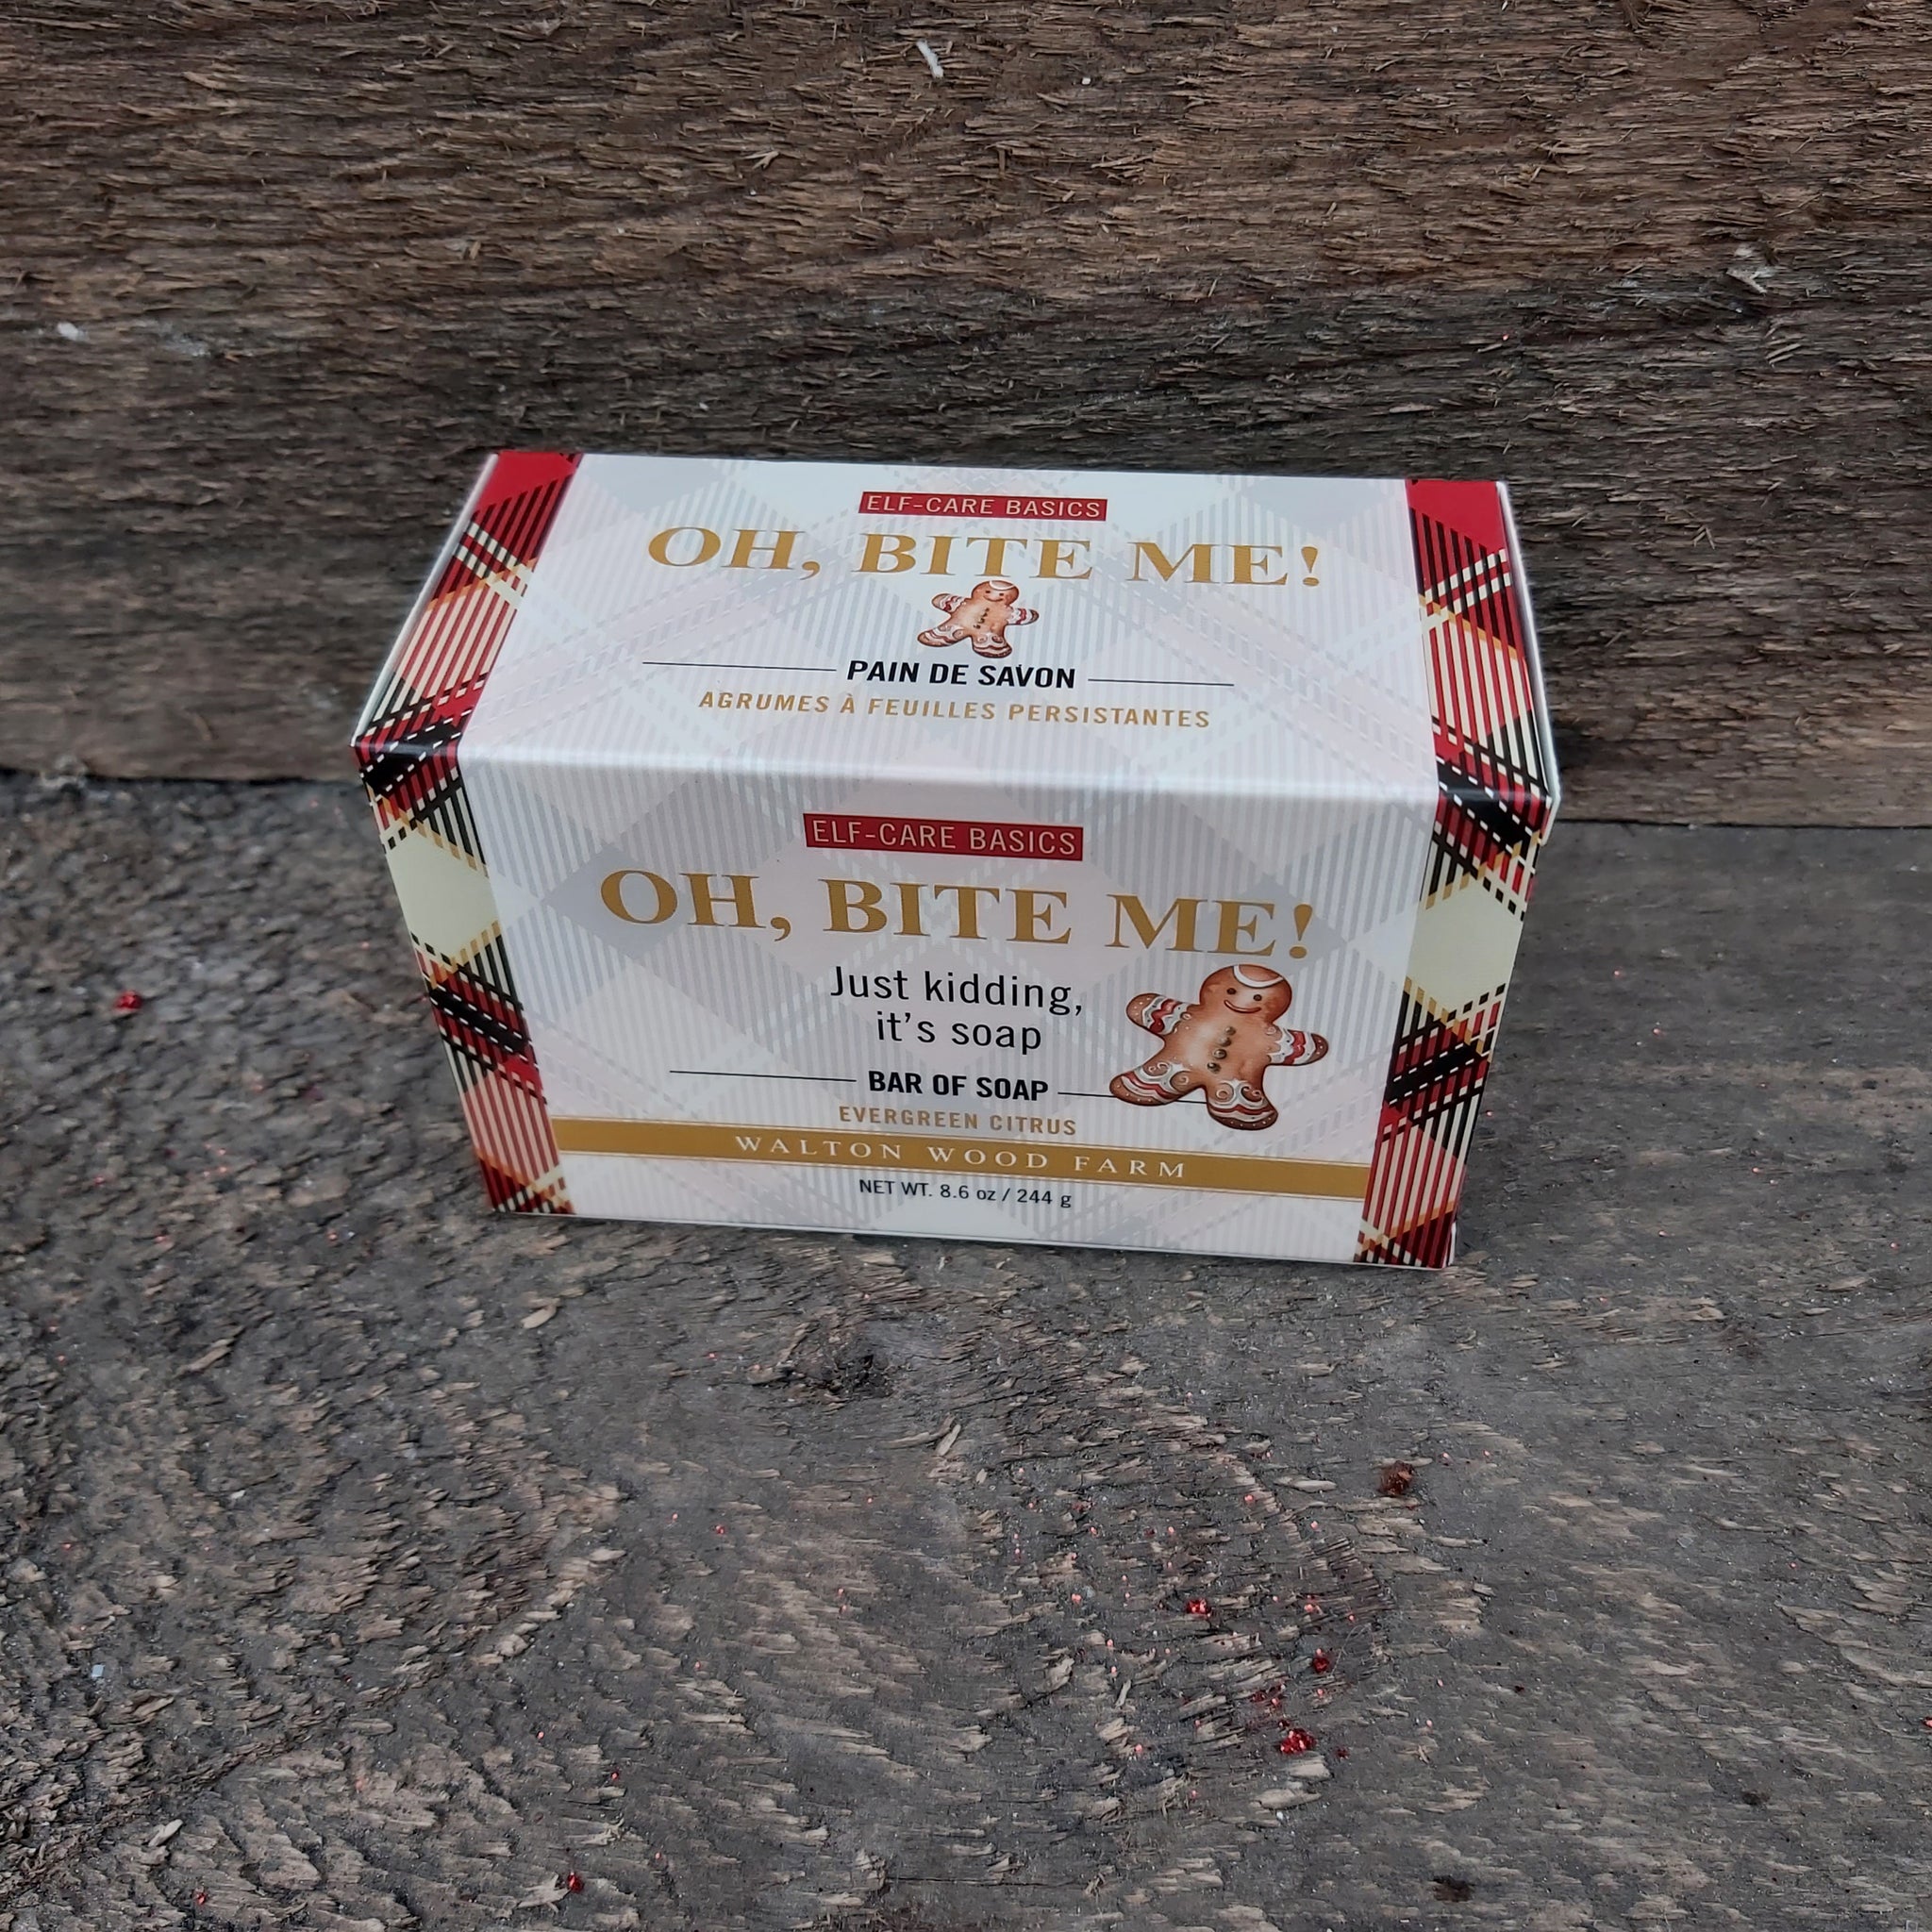 ELF-CARE BASICS
OH, BITE ME!
PAIN DE SAVON
AGRUMES À FEUILLES PERSISTANTES
ELF-CARE BASICS
OH, BITE ME!
Just kidding,
it's soap
BAR OF SOAP
EVERGREEN CITRUS
WALTON WOOD FARM
NET WT. 8.6 oz / 244 g